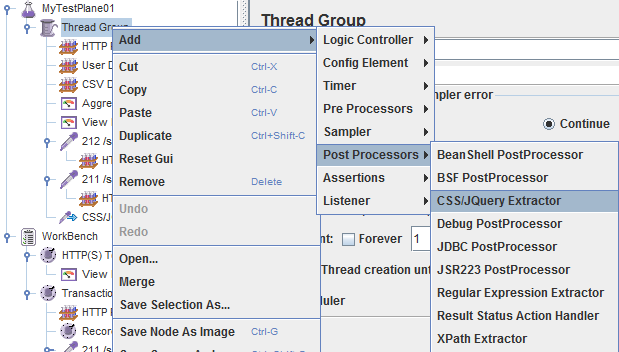 MyTestPlane01
Thread Group
HTTP
User D
CSV D
Aggre
View
212 /s
HT
211 /s
HT
CSS/J
WorkBench
HTTP(S) T
View
Transaction
HTTP
Recor
211 /s
Thread Group
Add
Cut Ctrl-X
Copy Ctrl-C
Paste Ctrl-V
Duplicate Ctrl+Shift-C
Reset Gui
Remove Delete
Undo
Redo
Open...
Merge
Save Selection As...
Save Node As Image Ctrl-G
Logic Controller
Config Element
Timer
Pre Processors
Sampler
Post Processors
Assertions
Listener
BeanShell PostProcessor
BSF PostProcessor
CSS/JQuery Extractor
Debug PostProcessor
JDBC PostProcessor
JSR223 PostProcessor
Regular Expression Extractor
Result Status Action Handler
XPath Extractor
mpler error
Continue
nt: Forever 1
Thread creation unt
duler